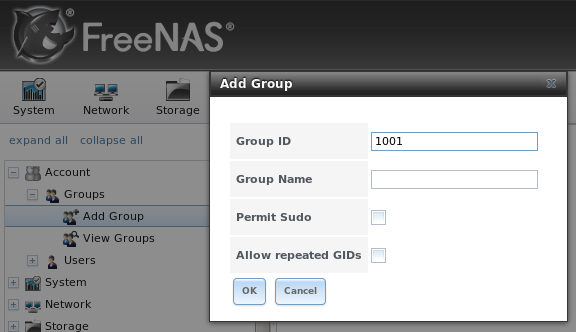 FreeNAS®
System
Network
Storage
expand all
collapse all
Account
Groups
Add Group
View Groups
Users
System
Network
Storage
Add Group
Group ID
1001
Group Name
Permit Sudo
Allow repeated GIDs
OK
Cancel